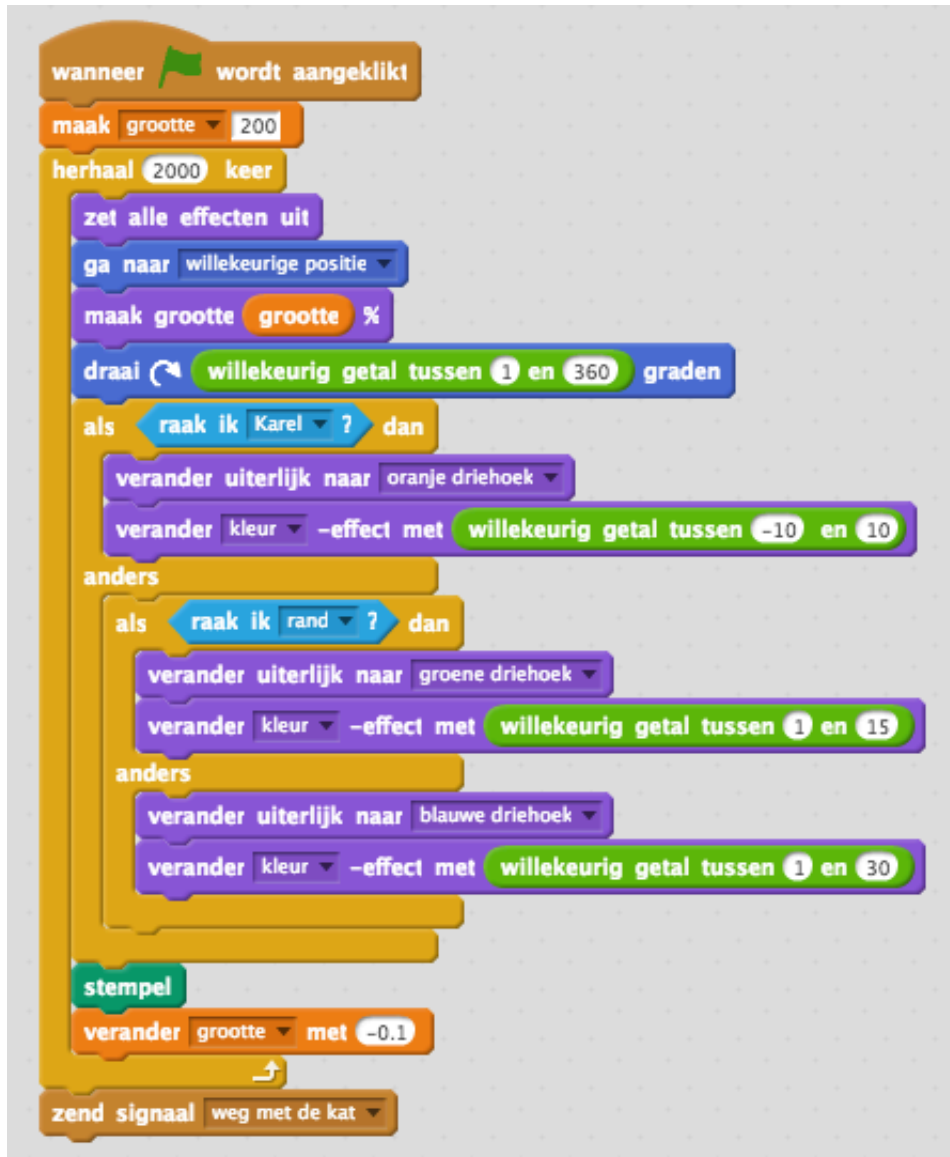 wanneer wordt aangeklikt
maak grootte 200
herhaal 2000 keer
zet alle effecten uit
ga naar willekeurige positie
maak grootte grootte %
draai willekeurig getal tussen 1 en 360 graden
als raak ik Karel ? dan
verander uiterlijk naar oranje driehoek
verander kleur -effect met willekeurig getal tussen -10 en 10
anders
als raak ik rand ? dan
verander uiterlijk naar groene driehoek
verander kleur -effect met willekeurig getal tussen 1 en 15
anders
verander uiterlijk naar blauwe driehoek
verander kleur -effect met willekeurig getal tussen 1 en 30
stempel
verander grootte met -0.1
zend signaal weg met de kat